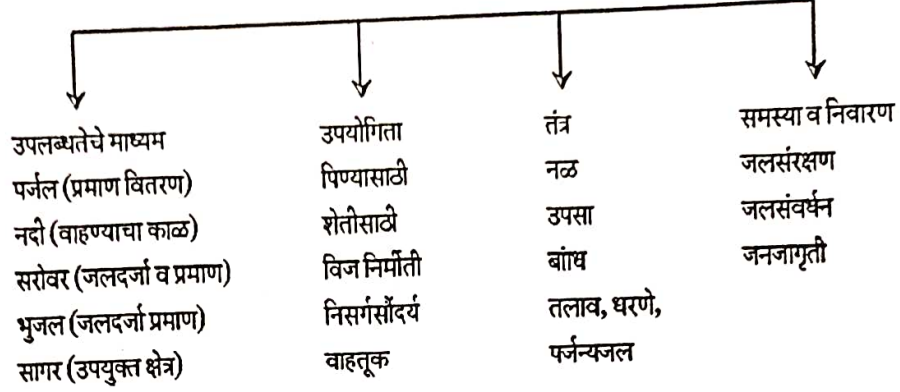 उपलब्धतेचे माध्यम
पर्जल (प्रमाण वितरण)
नदी (वाहण्याचा काळ)
सरोवर (जलदर्जा व प्रमाण)
भुजल (जलदर्जा प्रमाण)
सागर (उपयुक्त क्षेत्र)
उपयोगिता
पिण्यासाठी
शेतीसाठी
विज निर्मीती
निसर्गसौंदर्य
वाहतूक
तंत्र
नळ
उपसा
बांाध
तलाव, धरणे,
पर्जन्यजल
समस्या व निवारण
जलसंरक्षण
जलसंवर्धन
जनजागृती